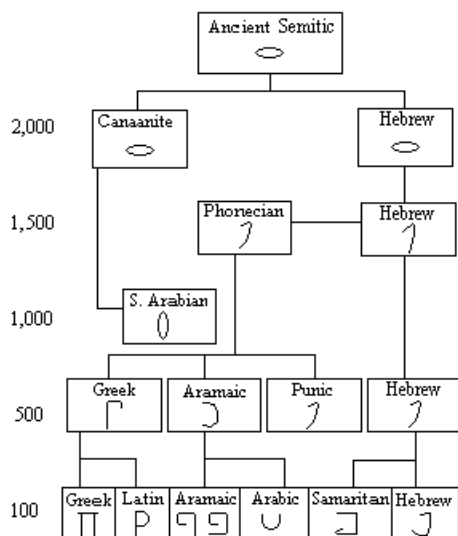 Ancient Semitic
2,000
Canaanite
Hebrew
1,500
Phonecian
Hebrew
1,000
S. Arabian
500
Greek
Aramaic
Punic
Hebrew
100
Greek
Latin
Aramaic
Arabic
Samaritan
Hebrew